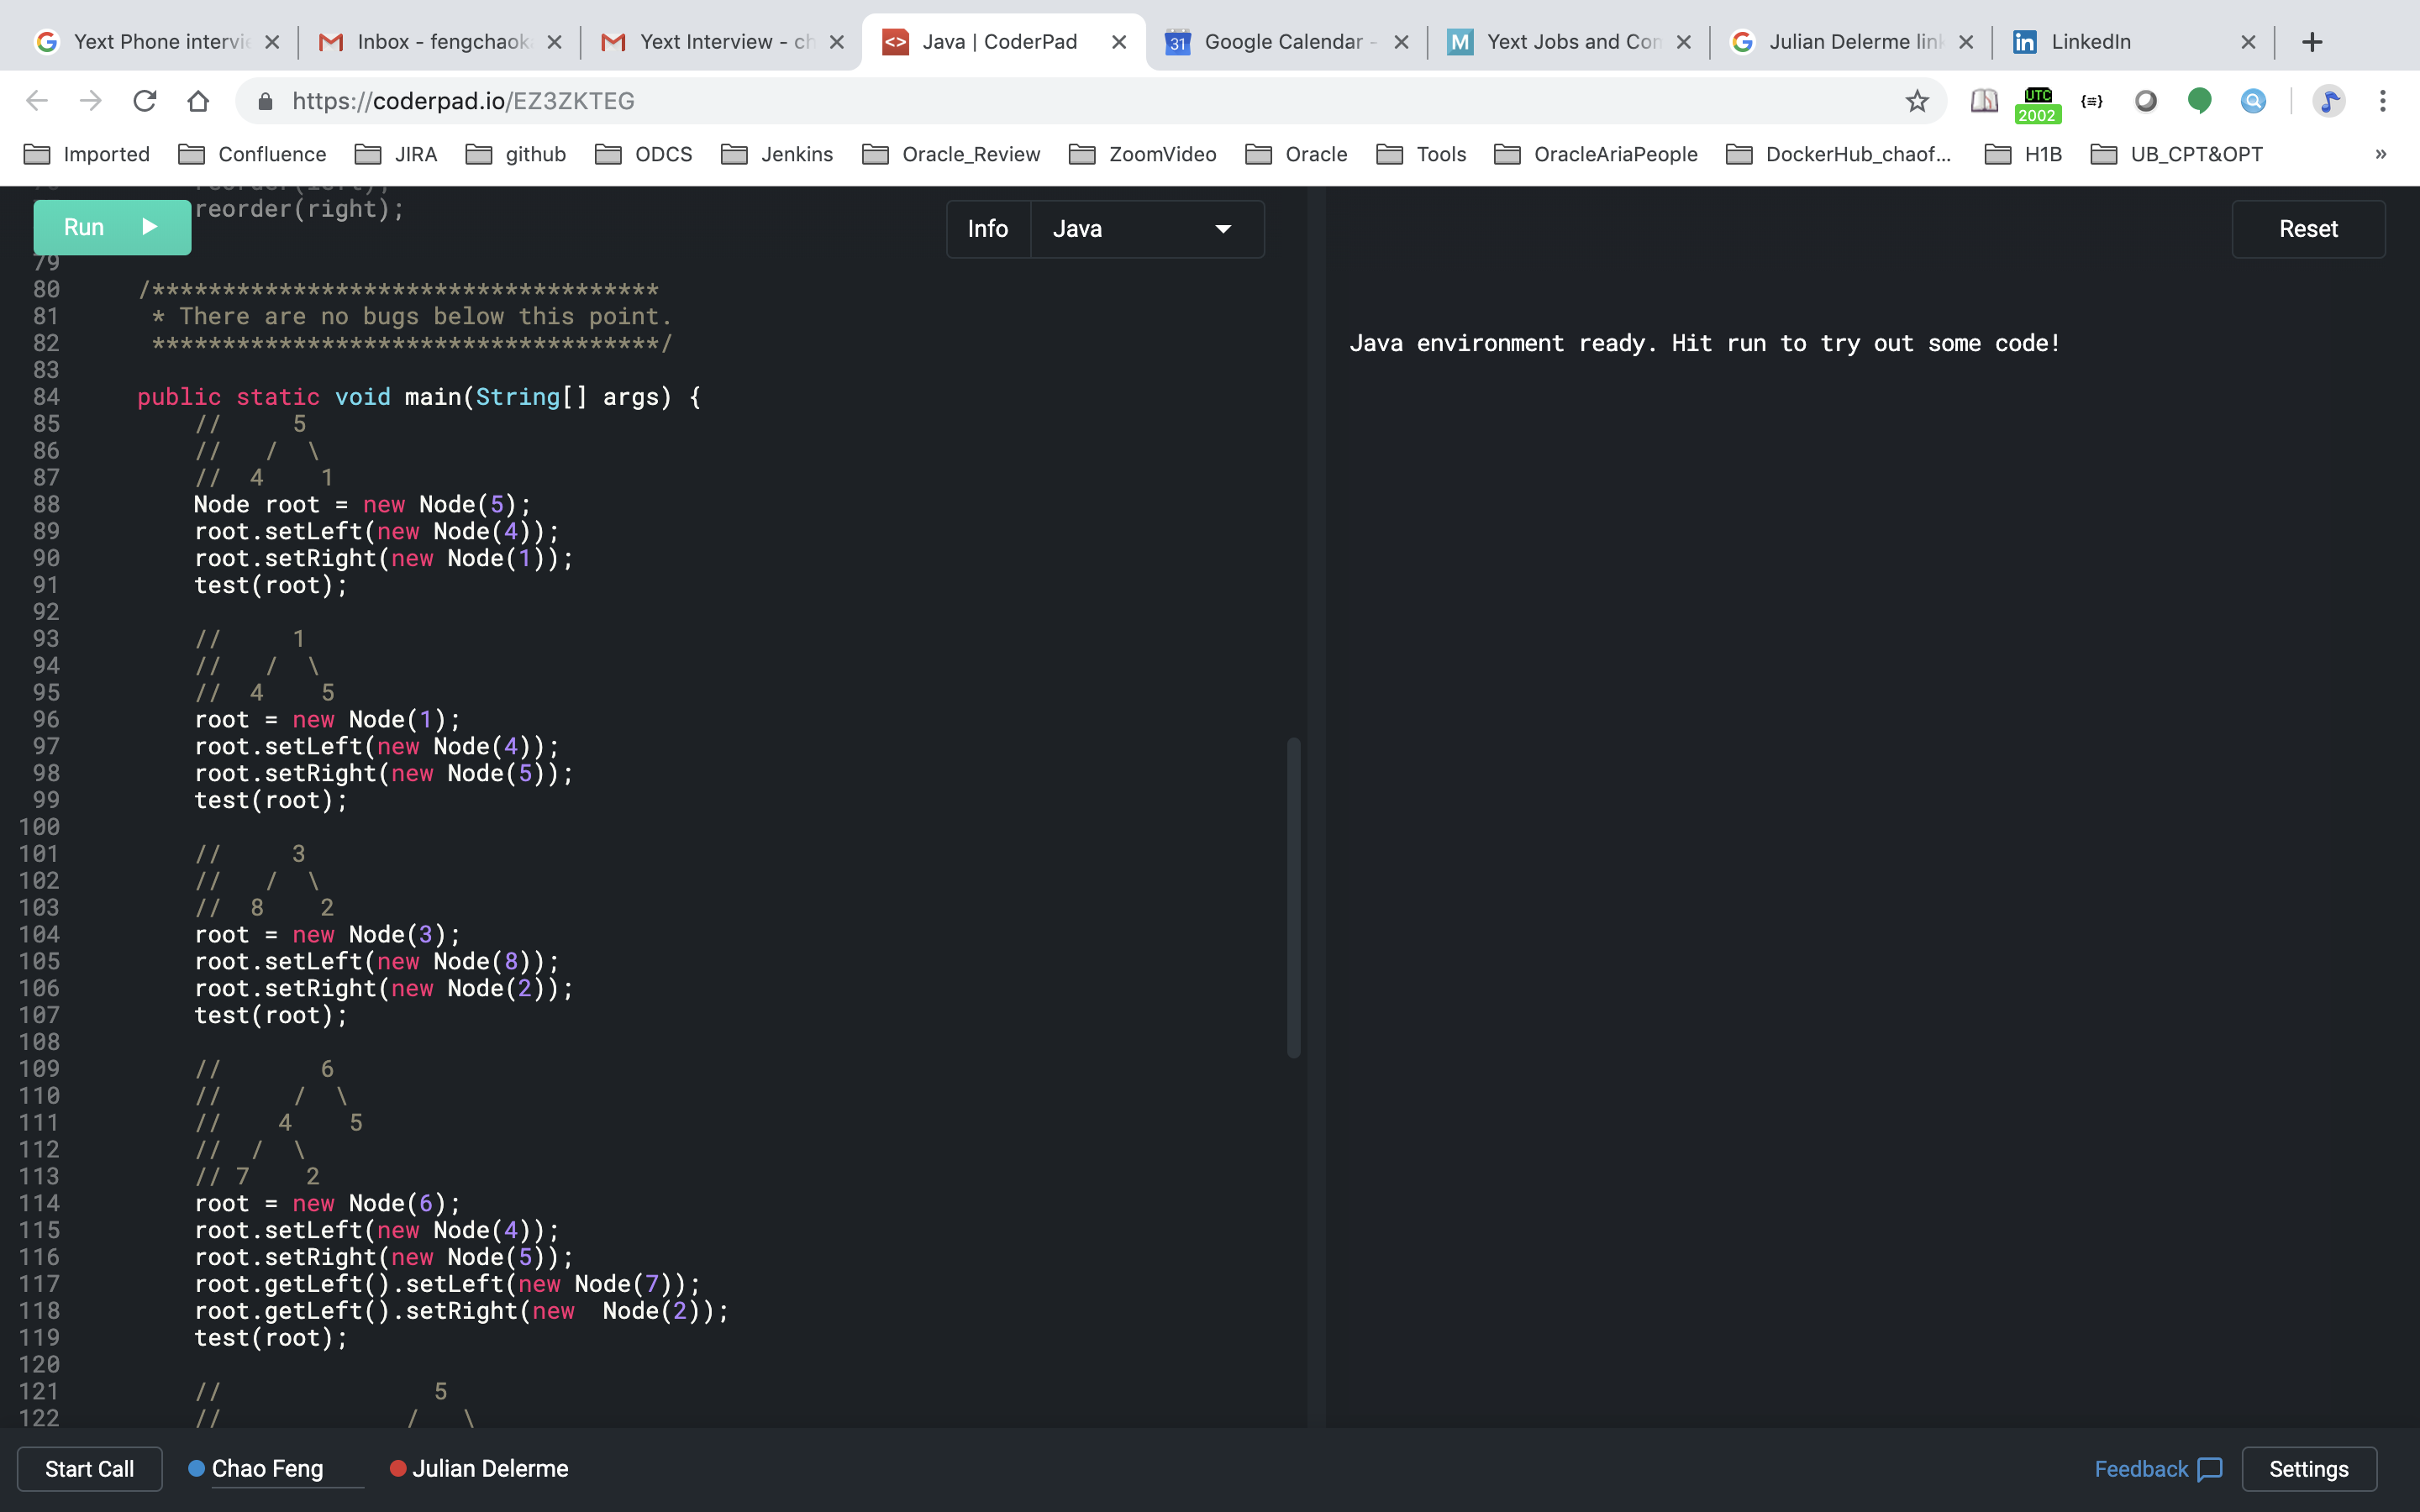 Yext Phone intervi
Inbox - fengchaok
Yext Interview - ch
Java | CoderPad
Google Calendar -
Yext Jobs and Con
Julian Delerme link
LinkedIn
https://coderpad.io/EZ3ZKTEG
UTC
2002
Imported
Confluence
JIRA
github
ODCS
Jenkins
Oracle_Review
ZoomVideo
Oracle
Tools
OracleAriaPeople
DockerHub_chaof...
H1B
UB_CPT&OPT
»
Run
reorder(right);
Info
Java
Reset
79
80 /************************************
81 * There are no bugs below this point.
82 ************************************/
83
84 public static void main(String[] args) {
85 //     5
86 //   / \
87 //  4    1
88 Node root = new Node(5);
89 root.setLeft(new Node(4));
90 root.setRight(new Node(1));
91 test(root);
92
93 //     1
94 //   / \
95 //  4    5
96 root = new Node(1);
97 root.setLeft(new Node(4));
98 root.setRight(new Node(5));
99 test(root);
100
101 //     3
102 //   / \
103 //  8    2
104 root = new Node(3);
105 root.setLeft(new Node(8));
106 root.setRight(new Node(2));
107 test(root);
108
109 //       6
110 //     / \
111 //    4    5
112 //  / \
113 // 7    2
114 root = new Node(6);
115 root.setLeft(new Node(4));
116 root.setRight(new Node(5));
117 root.getLeft().setLeft(new Node(7));
118 root.getLeft().setRight(new  Node(2));
119 test(root);
120
121 //               5
122 //             /   \
Java environment ready. Hit run to try out some code!
Start Call
Chao Feng
Julian Delerme
Feedback
Settings